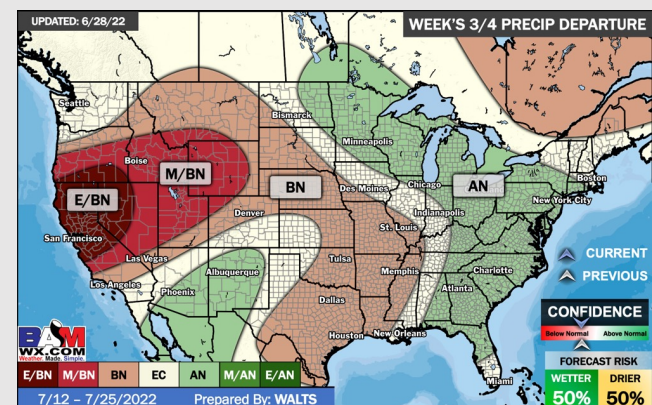 UPDATED: 6/28/22
WEEK'S 3/4 PRECIP DEPARTURE
Seattle
Bismarck
Minneapolis
Boise
M/BN
E/BN
BN
AN
Des Moines
Chicago
Boston
New York City
Denver
Indianapolis
San Francisco
St. Louis
Las Vegas
Tulsa
Memphis
Charlotte
Albuquerque
Los Angeles
Phoenix
Atlanta
Dallas
Houston
New Orleans
Miami
CURRENT
PREVIOUS
CONFIDENCE
Below Normal Above Normal
FORECAST RISK
WETTER DRIER
50% 50%
BAM
WX.COM
Weather. Made. Simple.
E/BN M/BN BN EC AN M/AN E/AN
7/12 – 7/25/2022 Prepared By: WALTS